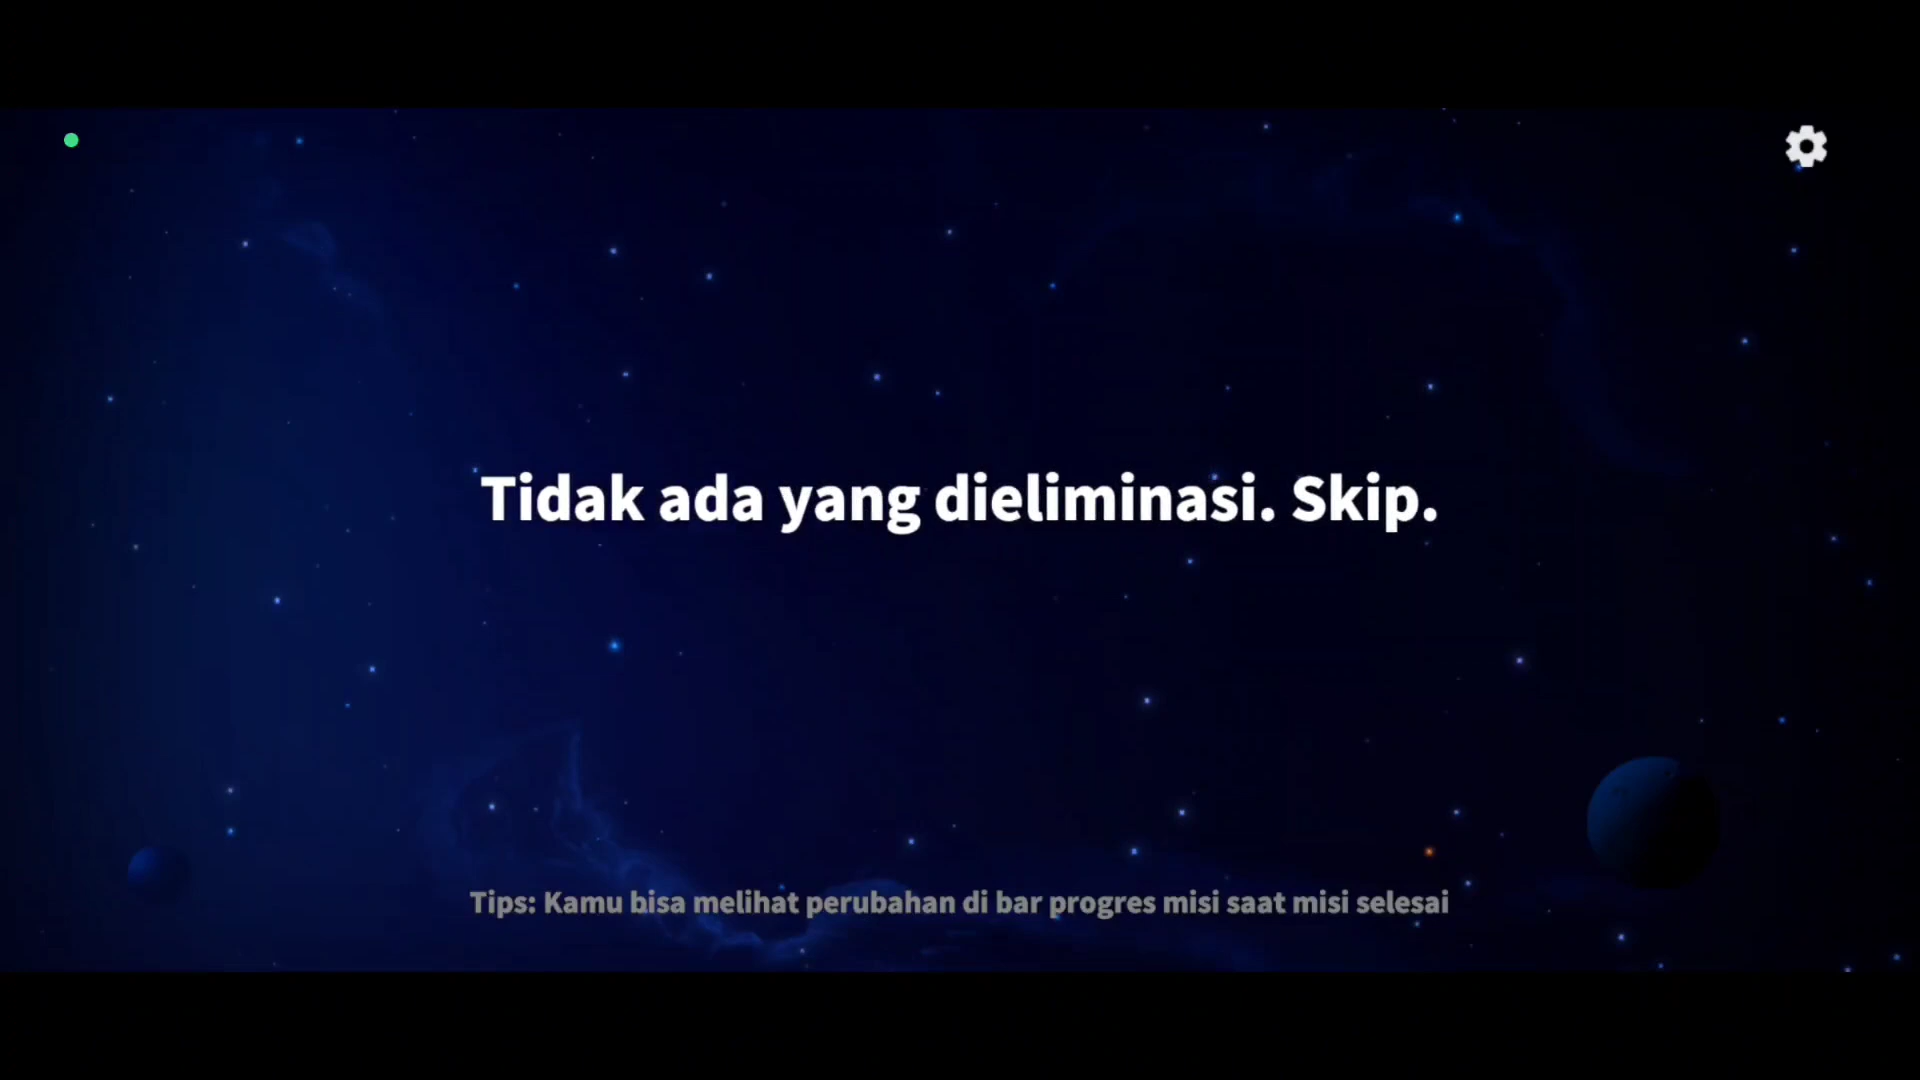 Tidak ada yang dieliminasi. Skip.
Tips: Kamu bisa melihat perubahan di bar progres misi saat misi selesai